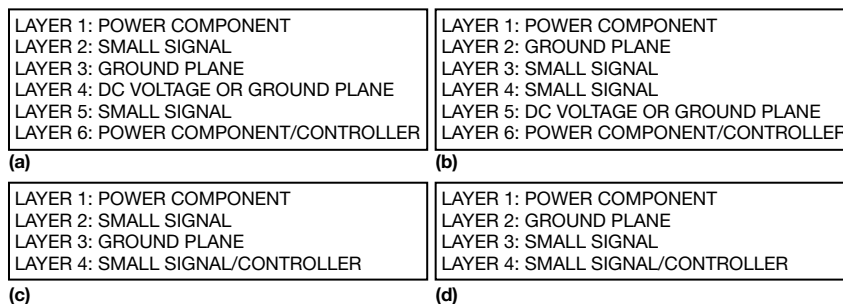 LAYER 1: POWER COMPONENT
LAYER 2: SMALL SIGNAL
LAYER 3: GROUND PLANE
LAYER 4: DC VOLTAGE OR GROUND PLANE
LAYER 5: SMALL SIGNAL
LAYER 6: POWER COMPONENT/CONTROLLER
(a)
LAYER 1: POWER COMPONENT
LAYER 2: GROUND PLANE
LAYER 3: SMALL SIGNAL
LAYER 4: SMALL SIGNAL
LAYER 5: DC VOLTAGE OR GROUND PLANE
LAYER 6: POWER COMPONENT/CONTROLLER
(b)
LAYER 1: POWER COMPONENT
LAYER 2: SMALL SIGNAL
LAYER 3: GROUND PLANE
LAYER 4: SMALL SIGNAL/CONTROLLER
(c)
LAYER 1: POWER COMPONENT
LAYER 2: GROUND PLANE
LAYER 3: SMALL SIGNAL
LAYER 4: SMALL SIGNAL/CONTROLLER
(d)